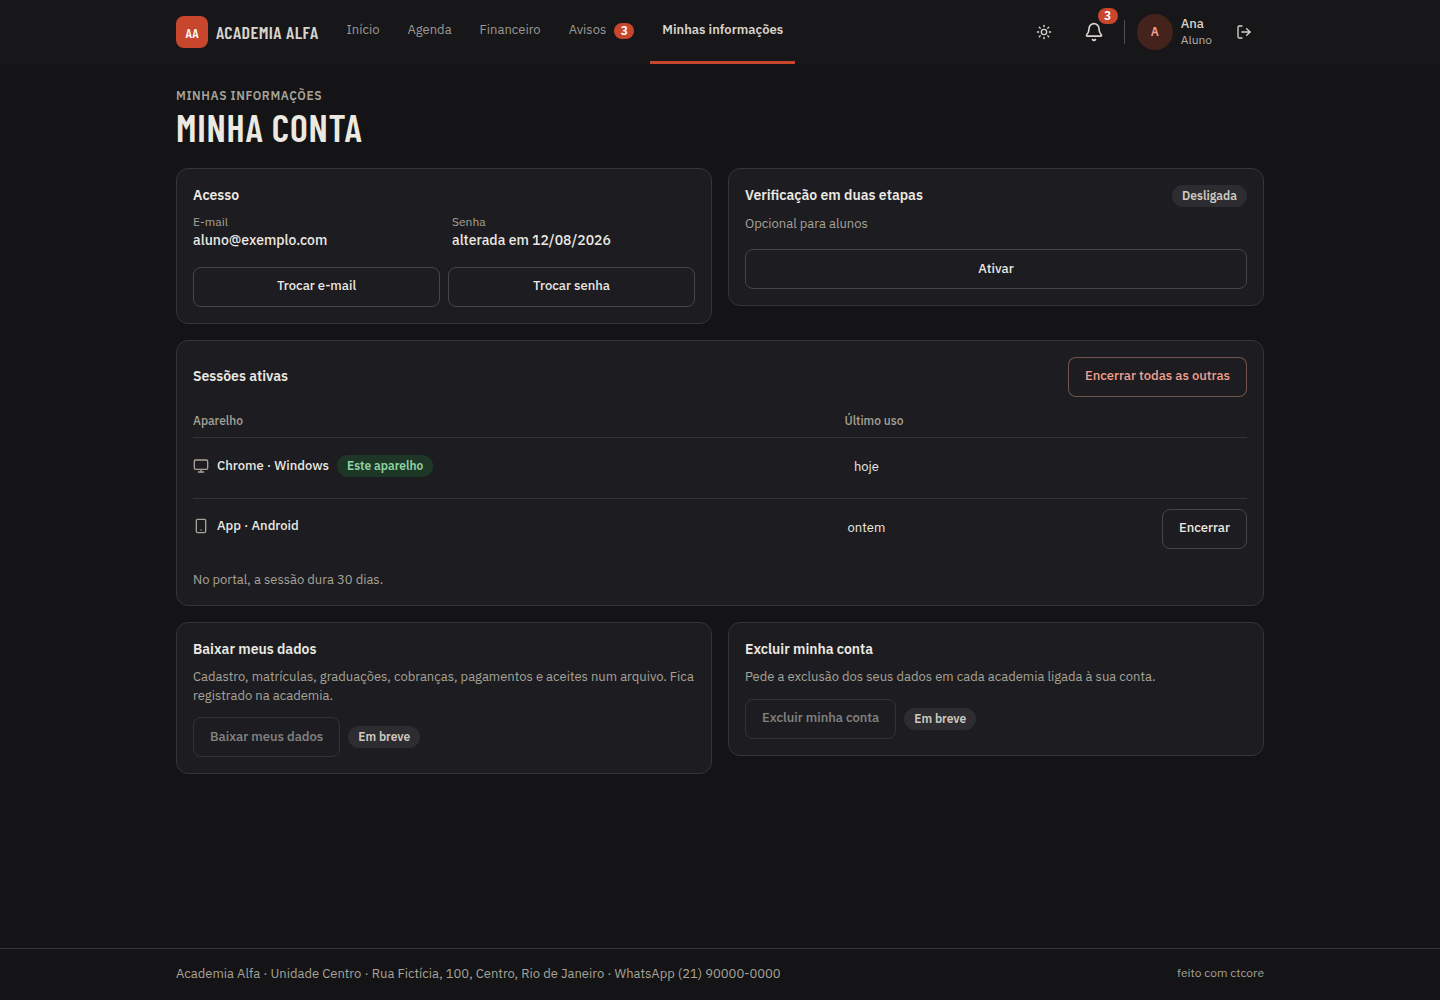 AA ACADEMIA ALFA Início Agenda Financeiro Avisos 3 Minhas informações 3 A Ana
Aluno
MINHAS INFORMAÇÕES
MINHA CONTA
Acesso
E-mail Senha
aluno@exemplo.com alterada em 12/08/2026
Trocar e-mail Trocar senha
Verificação em duas etapas Desligada
Opcional para alunos
Ativar
Sessões ativas Encerrar todas as outras
Aparelho Último uso
Chrome · Windows Este aparelho hoje
App · Android ontem Encerrar
No portal, a sessão dura 30 dias.
Baixar meus dados
Cadastro, matrículas, graduações, cobranças, pagamentos e aceites num arquivo. Fica
registrado na academia.
Baixar meus dados Em breve
Excluir minha conta
Pede a exclusão dos seus dados em cada academia ligada à sua conta.
Excluir minha conta Em breve
Academia Alfa · Unidade Centro · Rua Fictícia, 100, Centro, Rio de Janeiro · WhatsApp (21) 90000-0000 feito com ctcore